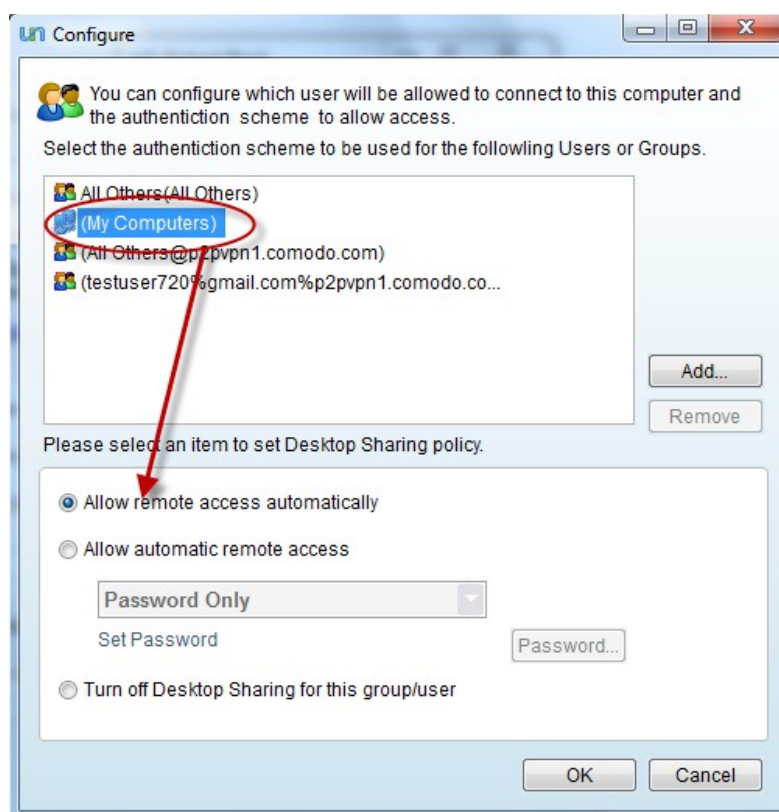 un Configure
You can configure which user will be allowed to connect to this computer and
the authentiction scheme to allow access.
Select the authentiction scheme to be used for the followling Users or Groups.
All Others(All Others)
(My Computers)
(All Others@p2pvpn1.comodo.com)
(testuser720%gmail.com%p2pvpn1.comodo.co...
Add...
Remove
Please select an item to set Desktop Sharing policy.
Allow remote access automatically
Allow automatic remote access
Password Only
Set Password
Password...
Turn off Desktop Sharing for this group/user
OK
Cancel